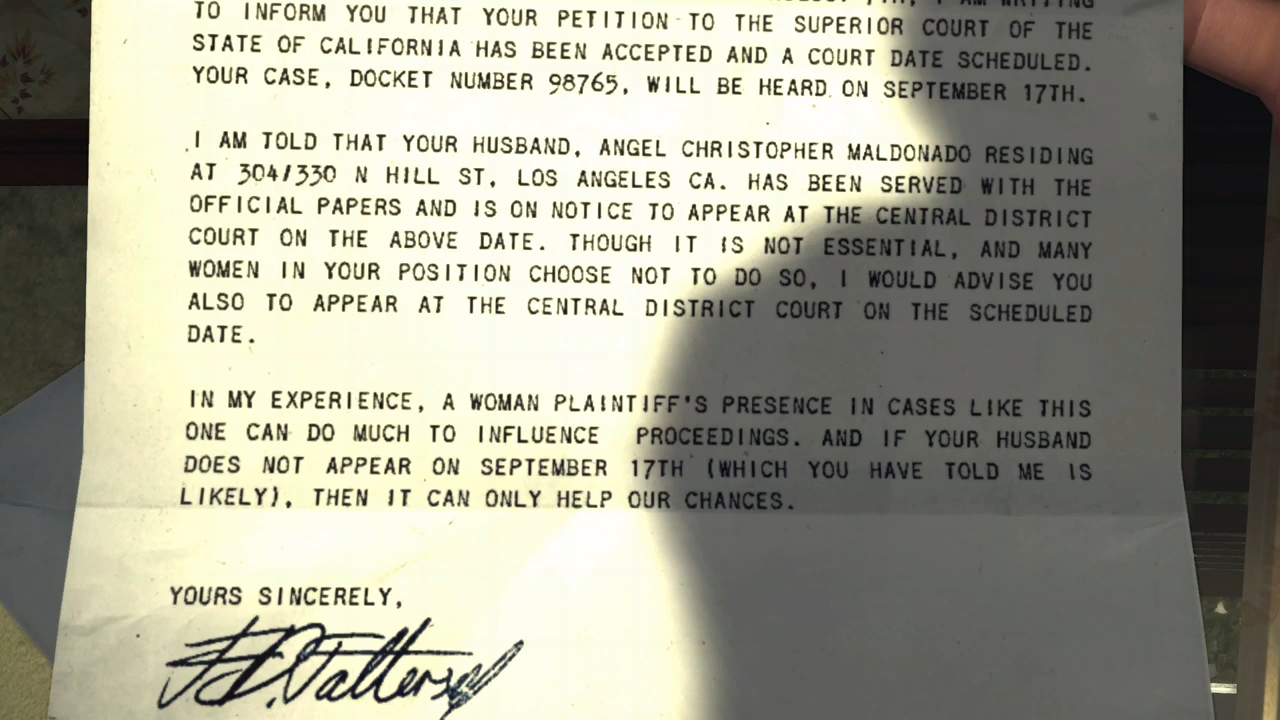 TO INFORM YOU THAT YOUR PETITION TO THE SUPERIOR COURT OF THE
STATE OF CALIFORNIA HAS BEEN ACCEPTED AND A COURT DATE SCHEDULED.
YOUR CASE, DOCKET NUMBER 98765, WILL BE HEARD ON SEPTEMBER 17TH.
I AM TOLD THAT YOUR HUSBAND, ANGEL CHRISTOPHER MALDONADO RESIDING
AT 304/330 N HILL ST, LOS ANGELES CA. HAS BEEN SERVED WITH THE
OFFICIAL PAPERS AND IS ON NOTICE TO APPEAR AT THE CENTRAL DISTRICT
COURT ON THE ABOVE DATE. THOUGH IT IS NOT ESSENTIAL, AND MANY
WOMEN IN YOUR POSITION CHOOSE NOT TO DO SO, I WOULD ADVISE YOU
ALSO TO APPEAR AT THE CENTRAL DISTRICT COURT ON THE SCHEDULED
DATE.
IN MY EXPERIENCE, A WOMAN PLAINTIFF'S PRESENCE IN CASES LIKE THIS
ONE CAN DO MUCH TO INFLUENCE PROCEEDINGS. AND IF YOUR HUSBAND
DOES NOT APPEAR ON SEPTEMBER 17TH (WHICH YOU HAVE TOLD ME IS
LIKELY), THEN IT CAN ONLY HELP OUR CHANCES.
YOURS SINCERELY,